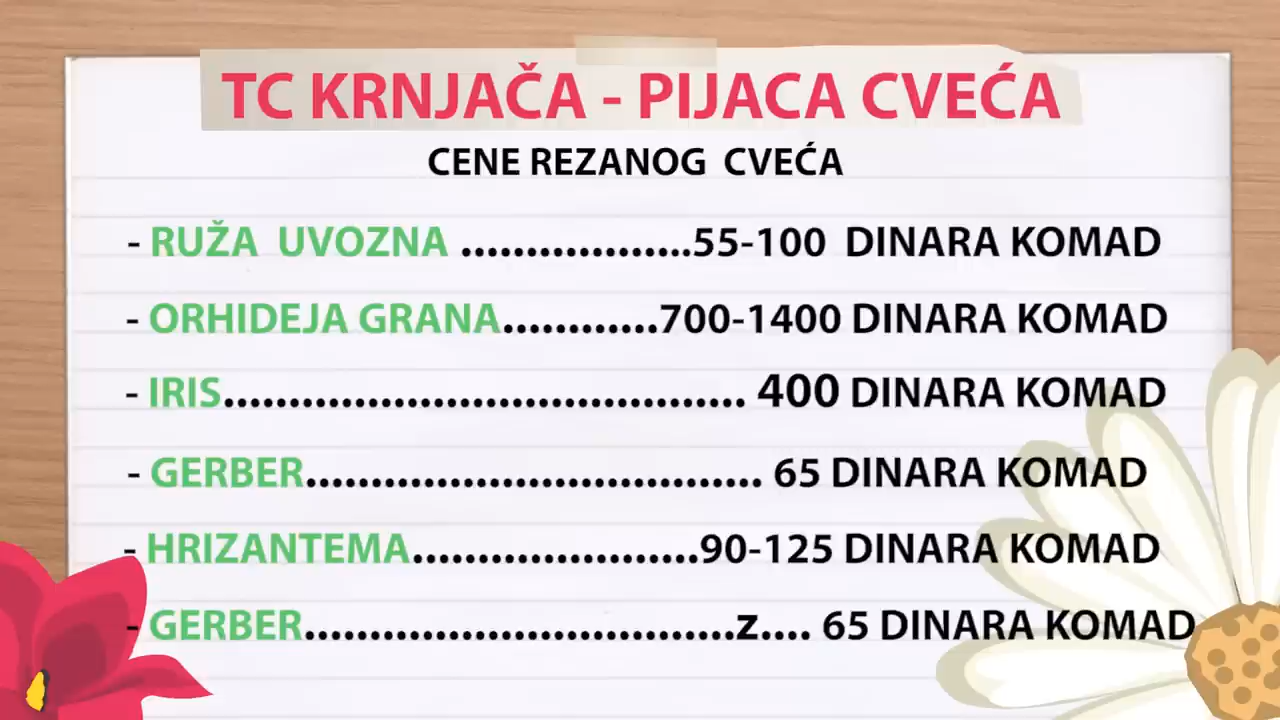 TC KRNJAČA - PIJACA CVEĆA
CENE REZANOG CVEĆA
- RUŽA UVOZNA ..................55-100 DINARA KOMAD
- ORHIDEJA GRANA............700-1400 DINARA KOMAD
- IRIS........................................ 400 DINARA KOMAD
- GERBER................................... 65 DINARA KOMAD
- HRIZANTEMA......................90-125 DINARA KOMAD
- GERBER.................................z.... 65 DINARA KOMAD